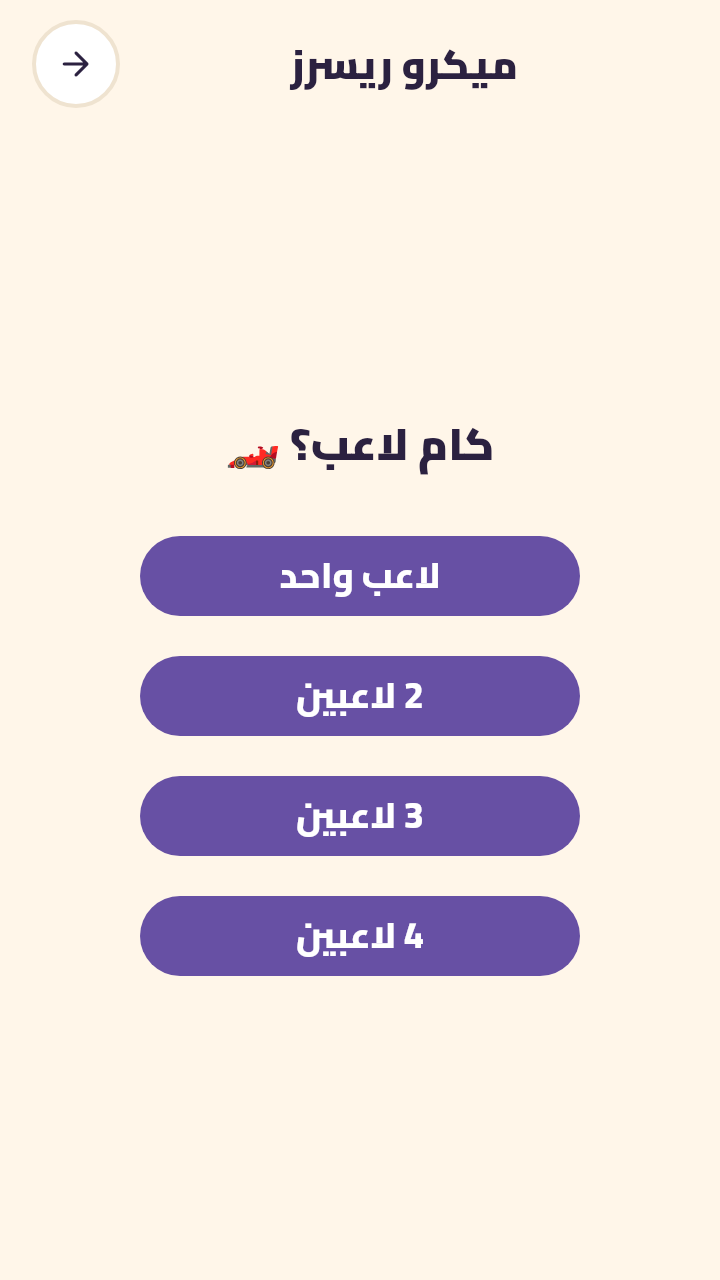 ميكرو ريسرز
كام لاعب؟ 🏎️
لاعب واحد
2 لاعبين
3 لاعبين
4 لاعبين